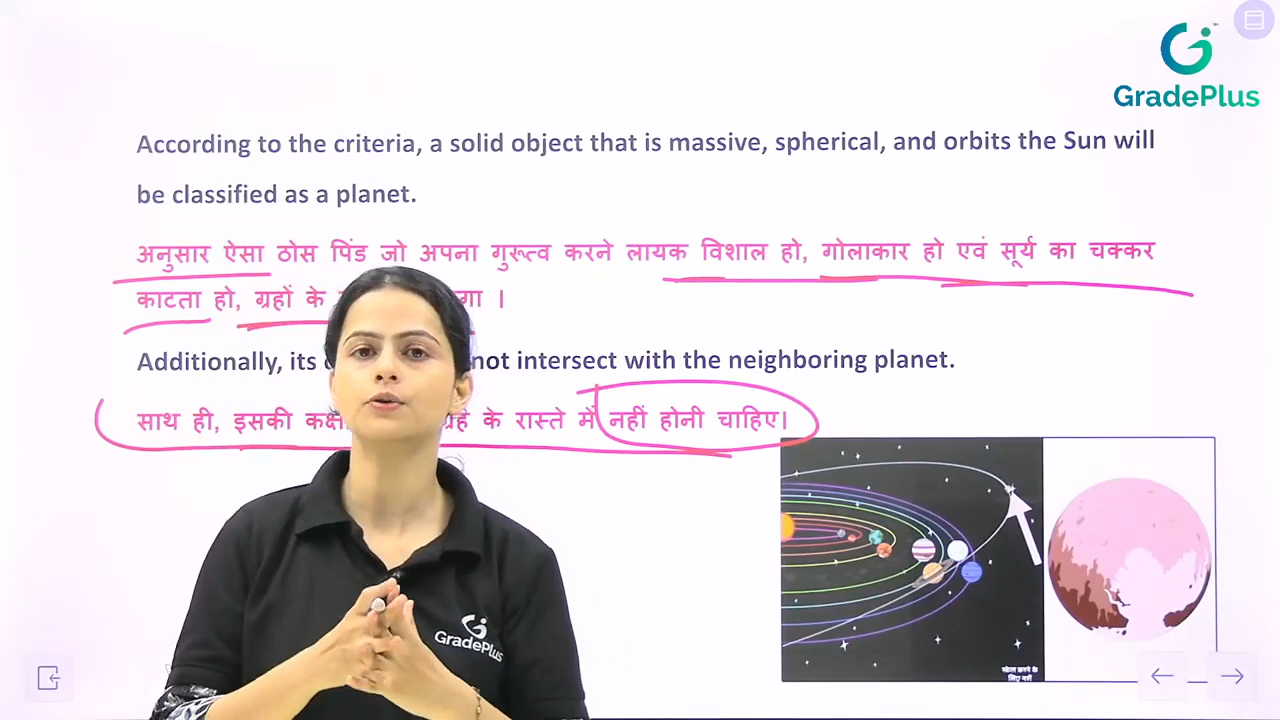 GradePlus
According to the criteria, a solid object that is massive, spherical, and orbits the Sun will
be classified as a planet.
अनुसार ऐसा ठोस पिंड जो अपना गुरूत्व करने लायक विशाल हो, गोलाकार हो एवं सूर्य का चक्कर
काटता हो, ग्रहों के गा ।
Additionally, its not intersect with the neighboring planet.
साथ ही, इसकी ग्रह के रास्ते में नहीं होनी चाहिए।
GradePlus
स्केल करने के
लिए नहीं